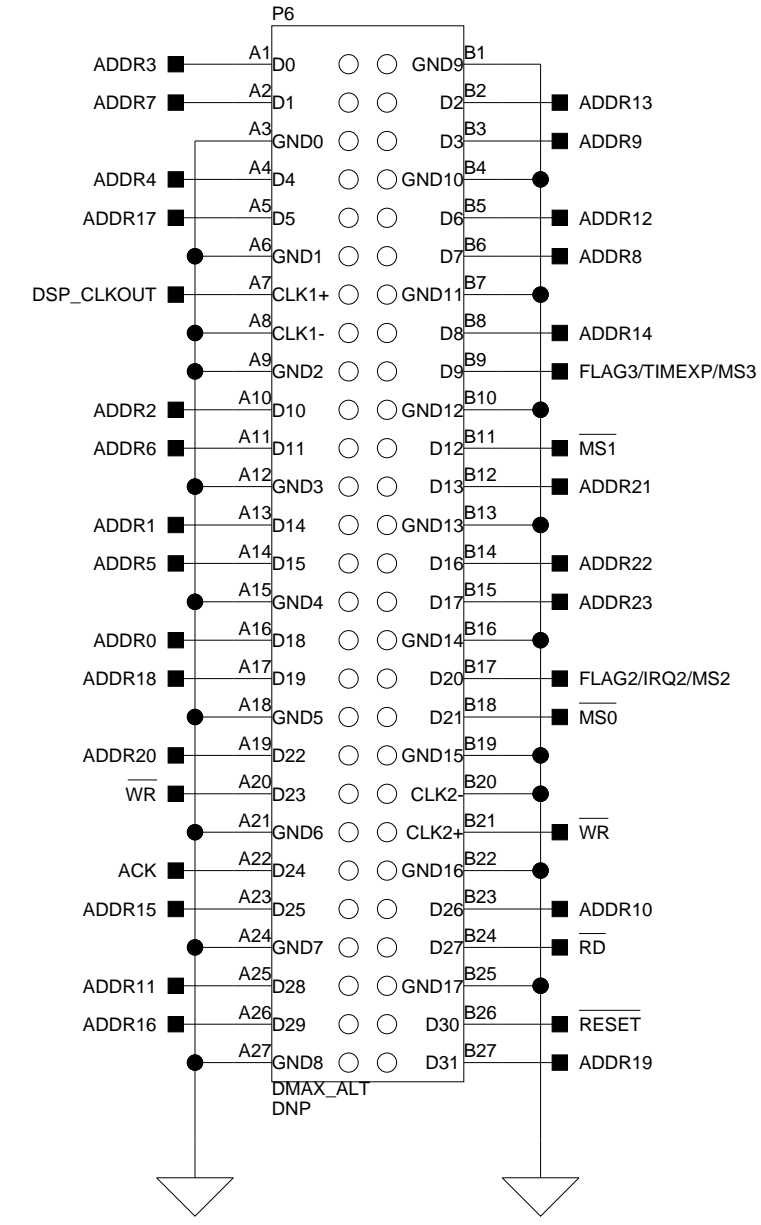 P6
ADDR3 A1 D0 GND9 B1
ADDR7 A2 D1 D2 B2 ADDR13
A3 GND0 D3 B3 ADDR9
ADDR4 A4 D4 GND10 B4
ADDR17 A5 D5 D6 B5 ADDR12
A6 GND1 D7 B6 ADDR8
DSP_CLKOUT A7 CLK1+ GND11 B7
A8 CLK1- D8 B8 ADDR14
A9 GND2 D9 B9 FLAG3/TIMEXP/MS3
ADDR2 A10 D10 GND12 B10
ADDR6 A11 D11 D12 B11 MS1
A12 GND3 D13 B12 ADDR21
ADDR1 A13 D14 GND13 B13
ADDR5 A14 D15 D16 B14 ADDR22
A15 GND4 D17 B15 ADDR23
ADDR0 A16 D18 GND14 B16
ADDR18 A17 D19 D20 B17 FLAG2/IRQ2/MS2
A18 GND5 D21 B18 MS0
ADDR20 A19 D22 GND15 B19
WR A20 D23 CLK2- B20
A21 GND6 CLK2+ B21 WR
ACK A22 D24 GND16 B22
ADDR15 A23 D25 D26 B23 ADDR10
A24 GND7 D27 B24 RD
ADDR11 A25 D28 GND17 B25
ADDR16 A26 D29 D30 B26 RESET
A27 GND8 D31 B27 ADDR19
DMAX_ALT
DNP